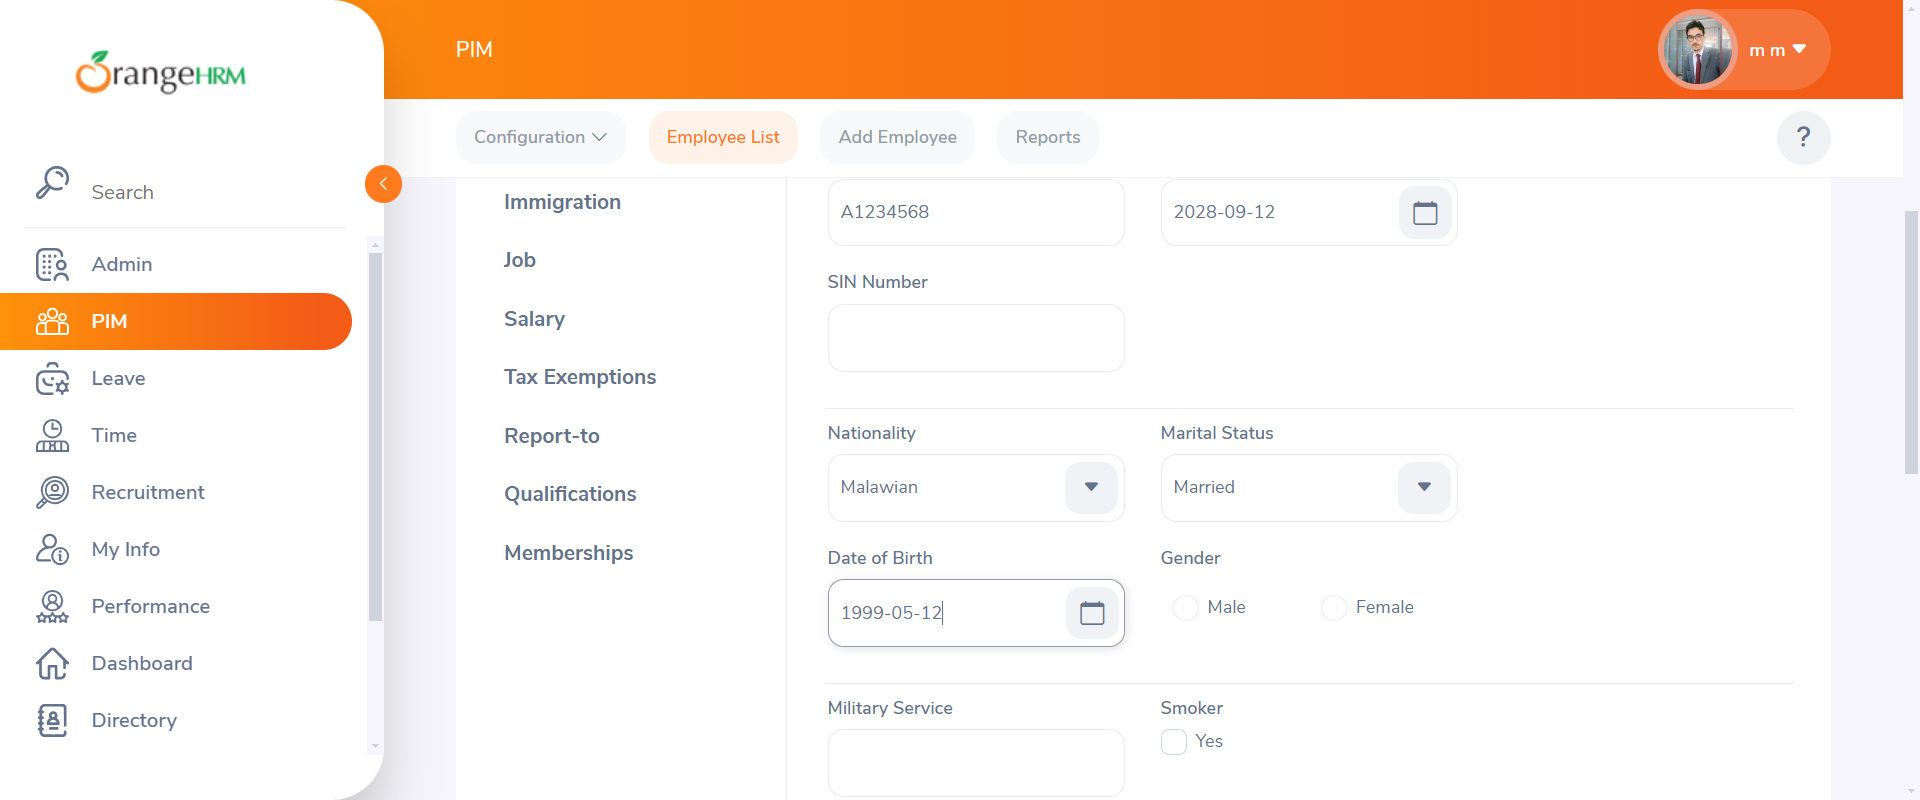 OrangeHRM
Search
Admin
PIM
Leave
Time
Recruitment
My Info
Performance
Dashboard
Directory
PIM
m m
Configuration
Employee List
Add Employee
Reports
?
Immigration
Job
Salary
Tax Exemptions
Report-to
Qualifications
Memberships
A1234568
2028-09-12
SIN Number
Nationality
Marital Status
Malawian
Married
Date of Birth
Gender
1999-05-12
Male
Female
Military Service
Smoker
Yes